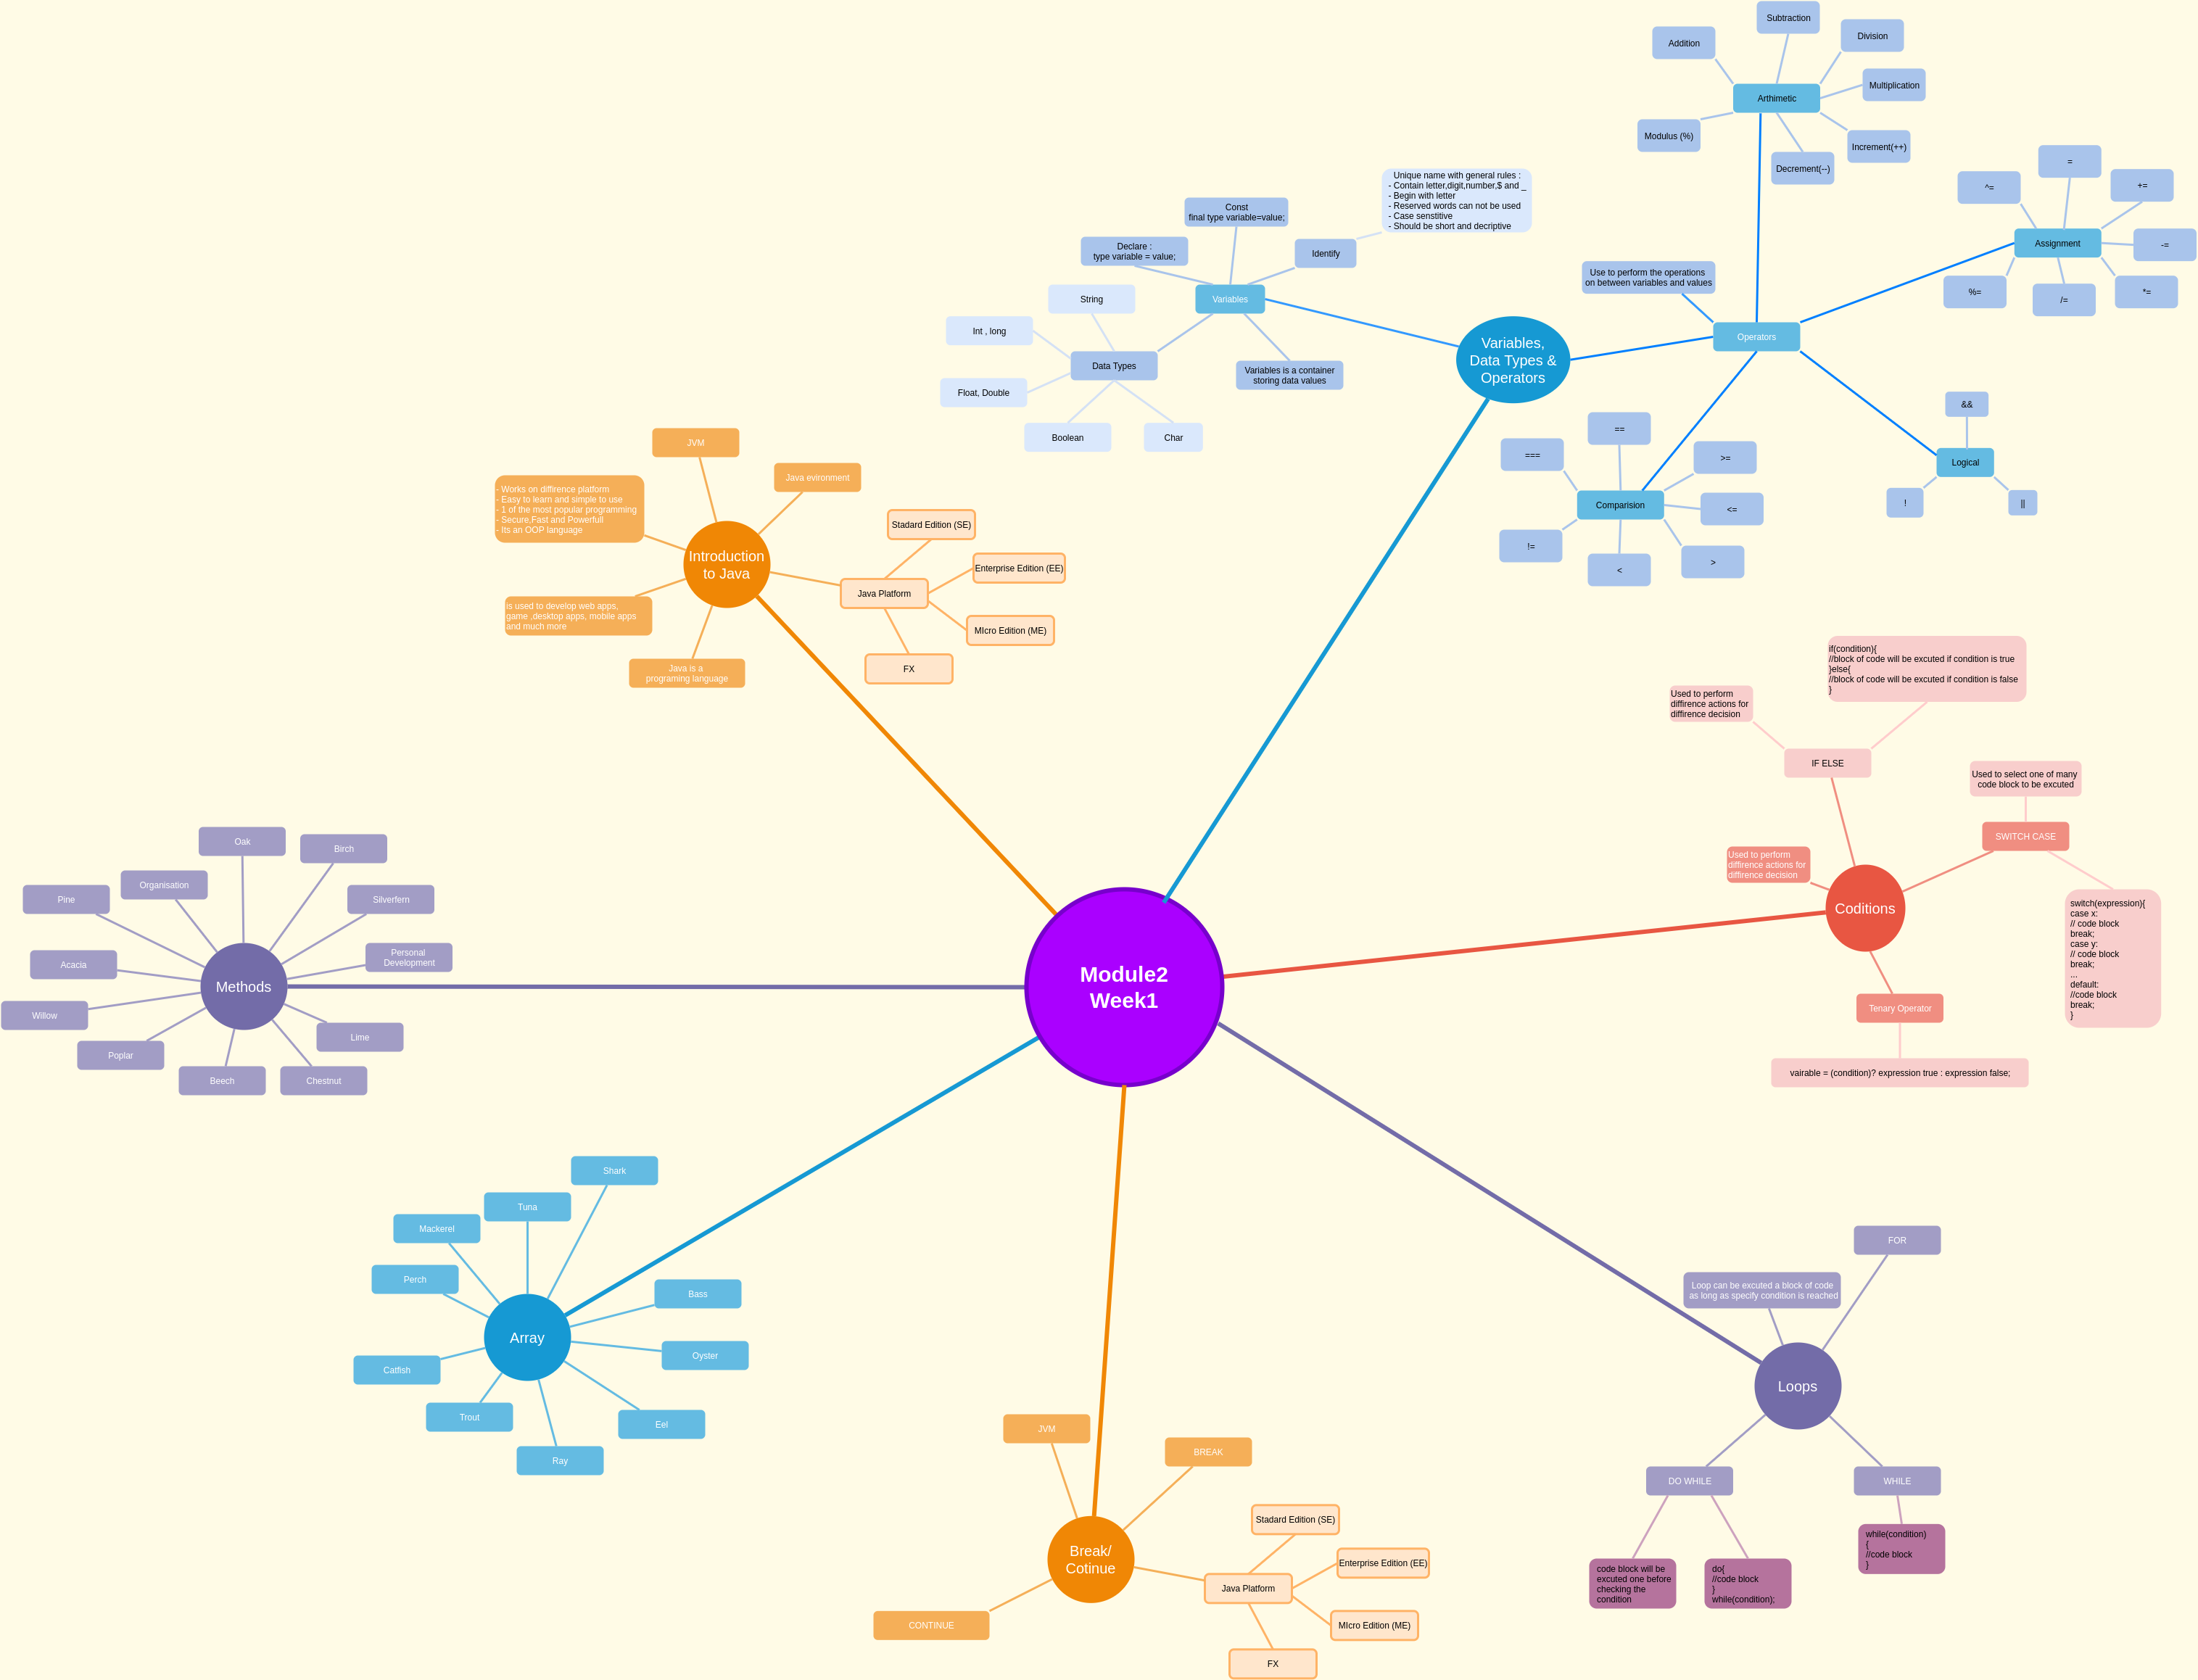 Module2
Week1
Introduction
to Java
JVM
Java evironment
- Works on diffirence platform
- Easy to learn and simple to use
- 1 of the most popular programming
- Secure,Fast and Powerfull
- Its an OOP language
is used to develop web apps,
game ,desktop apps, mobile apps
and much more
Java is a
programing language
Java Platform
Stadard Edition (SE)
Enterprise Edition (EE)
MIcro Edition (ME)
FX
Variables,
Data Types &
Operators
Variables
Declare :
type variable = value;
Const
final type variable=value;
Identify
Unique name with general rules :
- Contain letter,digit,number,$ and _
- Begin with letter
- Reserved words can not be used
- Case senstitive
- Should be short and decriptive
Variables is a container
storing data values
Data Types
String
Int , long
Float, Double
Boolean
Char
Operators
Use to perform the operations
on between variables and values
Arthimetic
Addition
Subtraction
Division
Multiplication
Increment(++)
Decrement(--)
Modulus (%)
Assignment
^=
=
+=
-=
*=
/=
%=
Logical
&&
!
||
Comparision
===
==
>=
<=
>
<
!=
Coditions
Used to perform
diffirence actions for
diffirence decision
IF ELSE
Used to perform
diffirence actions for
diffirence decision
if(condition){
//block of code will be excuted if condition is true
}else{
//block of code will be excuted if condition is false
}
SWITCH CASE
Used to select one of many
code block to be excuted
switch(expression){
case x:
// code block
break;
case y:
// code block
break;
...
default:
//code block
break;
}
Tenary Operator
vairable = (condition)? expression true : expression false;
Loops
Loop can be excuted a block of code
as long as specify condition is reached
FOR
WHILE
while(condition)
{
//code block
}
DO WHILE
code block will be
excuted one before
checking the
condition
do{
//code block
}
while(condition);
Break/
Cotinue
JVM
BREAK
CONTINUE
Java Platform
Stadard Edition (SE)
Enterprise Edition (EE)
MIcro Edition (ME)
FX
Array
Shark
Tuna
Mackerel
Perch
Catfish
Trout
Ray
Eel
Oyster
Bass
Methods
Oak
Birch
Organisation
Pine
Silverfern
Personal
Development
Acacia
Willow
Poplar
Beech
Chestnut
Lime